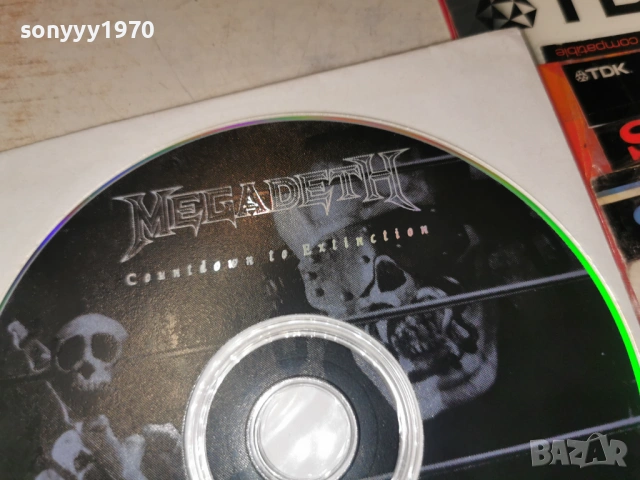 sonyyy1970
compatible
TDK
MEGADETH
Countdown to Extinction
BAZAR